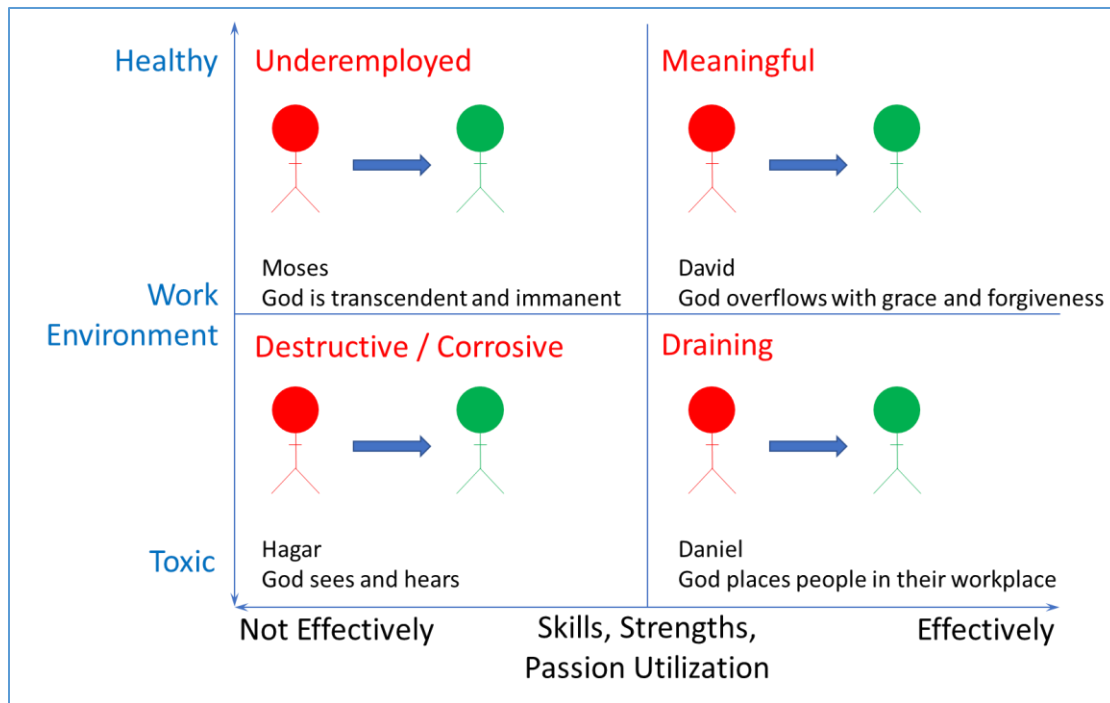 Healthy
Underemployed
Meaningful
Moses
God is transcendent and immanent
David
God overflows with grace and forgiveness
Work
Environment
Destructive / Corrosive
Draining
Hagar
God sees and hears
Daniel
God places people in their workplace
Toxic
Not Effectively
Skills, Strengths,
Passion Utilization
Effectively